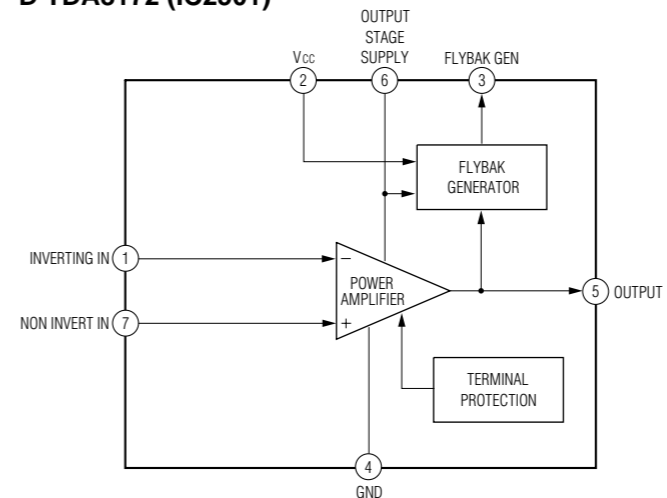 OUTPUT
STAGE
SUPPLY
Vcc
FLYBAK GEN
2
6
3
FLYBAK
GENERATOR
INVERTING IN
1
−
POWER
AMPLIFIER
5
OUTPUT
NON INVERT IN
7
+
TERMINAL
PROTECTION
4
GND